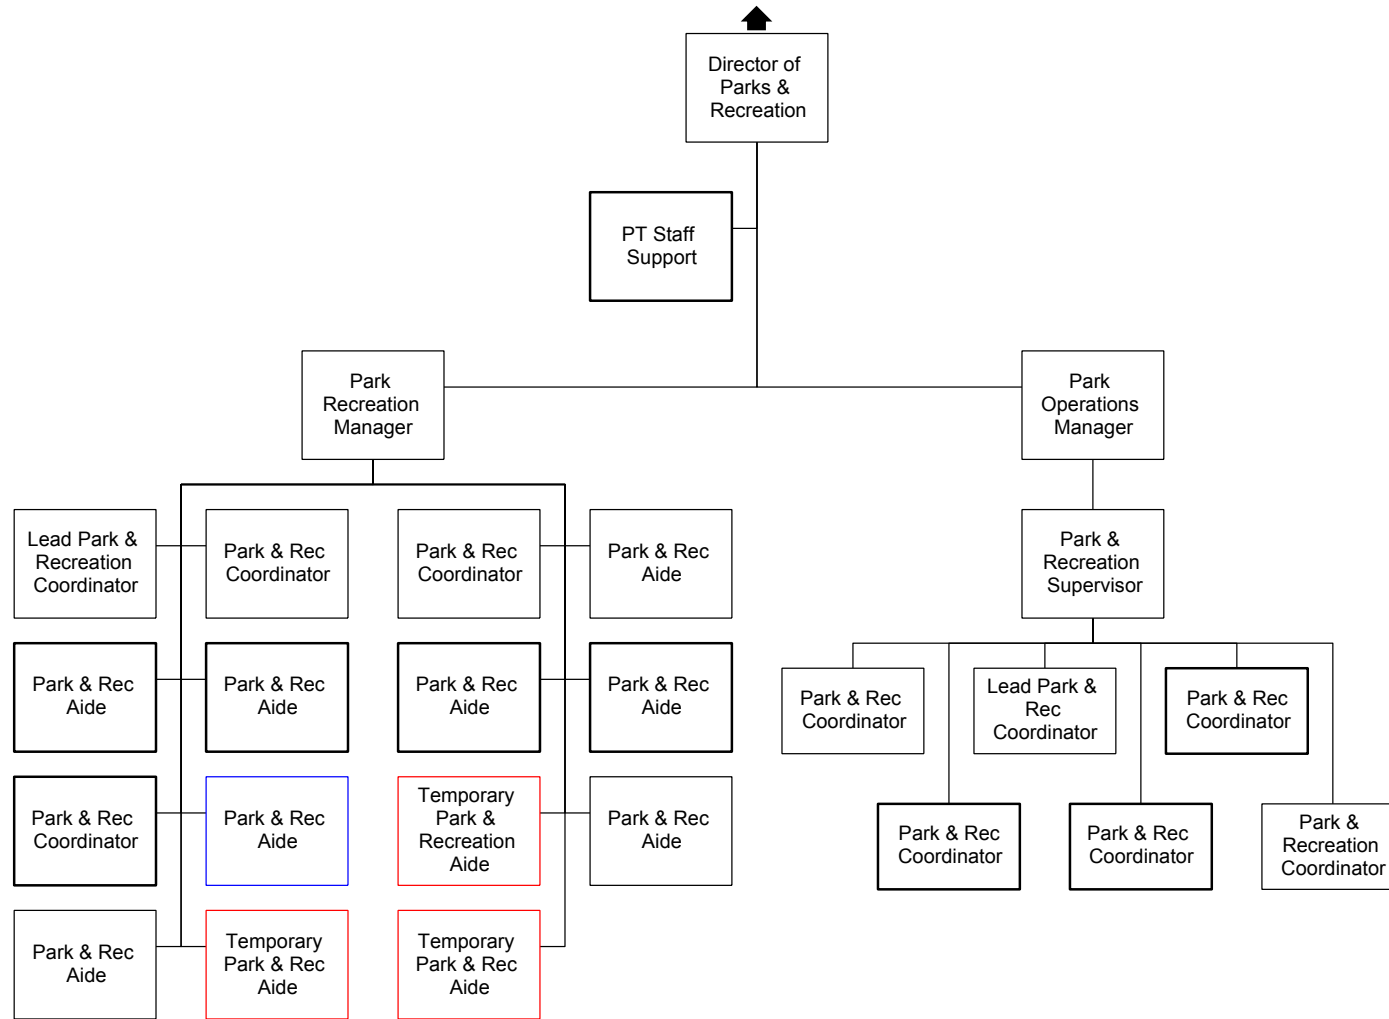 Director of
Parks &
Recreation
PT Staff
Support
Park
Recreation
Manager
Park
Operations
Manager
Lead Park &
Recreation
Coordinator
Park & Rec
Coordinator
Park & Rec
Coordinator
Park & Rec
Aide
Park &
Recreation
Supervisor
Park & Rec
Aide
Park & Rec
Aide
Park & Rec
Aide
Park & Rec
Aide
Park & Rec
Coordinator
Lead Park &
Rec
Coordinator
Park & Rec
Coordinator
Park & Rec
Coordinator
Park & Rec
Aide
Temporary
Park &
Recreation
Aide
Park & Rec
Aide
Park & Rec
Coordinator
Park & Rec
Coordinator
Park &
Recreation
Coordinator
Park & Rec
Aide
Temporary
Park & Rec
Aide
Temporary
Park & Rec
Aide